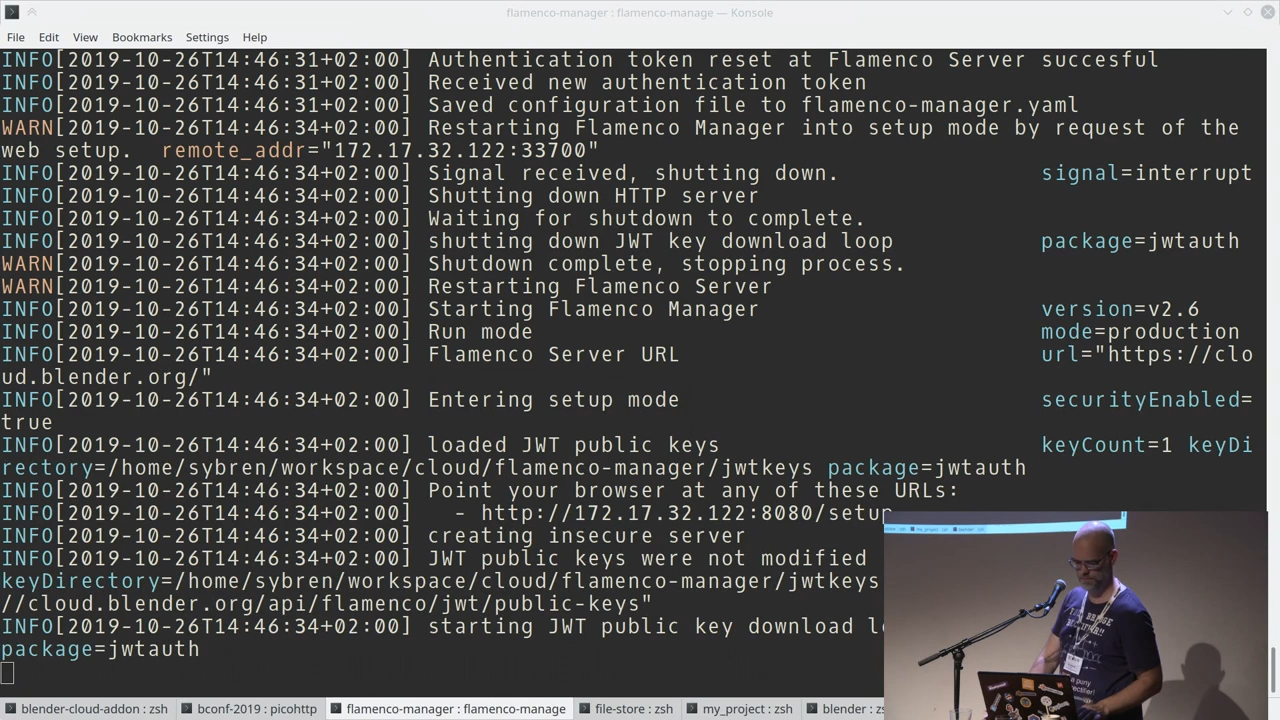 flamenco-manager : flamenco-manage — Konsole
File Edit View Bookmarks Settings Help
INFO[2019-10-26T14:46:31+02:00] Authentication token reset at Flamenco Server succesful
INFO[2019-10-26T14:46:31+02:00] Received new authentication token
INFO[2019-10-26T14:46:31+02:00] Saved configuration file to flamenco-manager.yaml
WARN[2019-10-26T14:46:34+02:00] Restarting Flamenco Manager into setup mode by request of the
web setup. remote_addr="172.17.32.122:33700"
INFO[2019-10-26T14:46:34+02:00] Signal received, shutting down. signal=interrupt
INFO[2019-10-26T14:46:34+02:00] Shutting down HTTP server
INFO[2019-10-26T14:46:34+02:00] Waiting for shutdown to complete.
INFO[2019-10-26T14:46:34+02:00] shutting down JWT key download loop package=jwtauth
WARN[2019-10-26T14:46:34+02:00] Shutdown complete, stopping process.
WARN[2019-10-26T14:46:34+02:00] Restarting Flamenco Server
INFO[2019-10-26T14:46:34+02:00] Starting Flamenco Manager version=v2.6
INFO[2019-10-26T14:46:34+02:00] Run mode mode=production
INFO[2019-10-26T14:46:34+02:00] Flamenco Server URL url="https://clo
ud.blender.org/"
INFO[2019-10-26T14:46:34+02:00] Entering setup mode securityEnabled=
true
INFO[2019-10-26T14:46:34+02:00] loaded JWT public keys keyCount=1 keyDi
rectory=/home/sybren/workspace/cloud/flamenco-manager/jwtkeys package=jwtauth
INFO[2019-10-26T14:46:34+02:00] Point your browser at any of these URLs:
INFO[2019-10-26T14:46:34+02:00] - http://172.17.32.122:8080/setup
INFO[2019-10-26T14:46:34+02:00] creating insecure server
INFO[2019-10-26T14:46:34+02:00] JWT public keys were not modified
keyDirectory=/home/sybren/workspace/cloud/flamenco-manager/jwtkeys
//cloud.blender.org/api/flamenco/jwt/public-keys"
INFO[2019-10-26T14:46:34+02:00] starting JWT public key download l
package=jwtauth
blender-cloud-addon : zsh bconf-2019 : picohttp flamenco-manager : flamenco-manage file-store : zsh my_project : zsh blender : zs